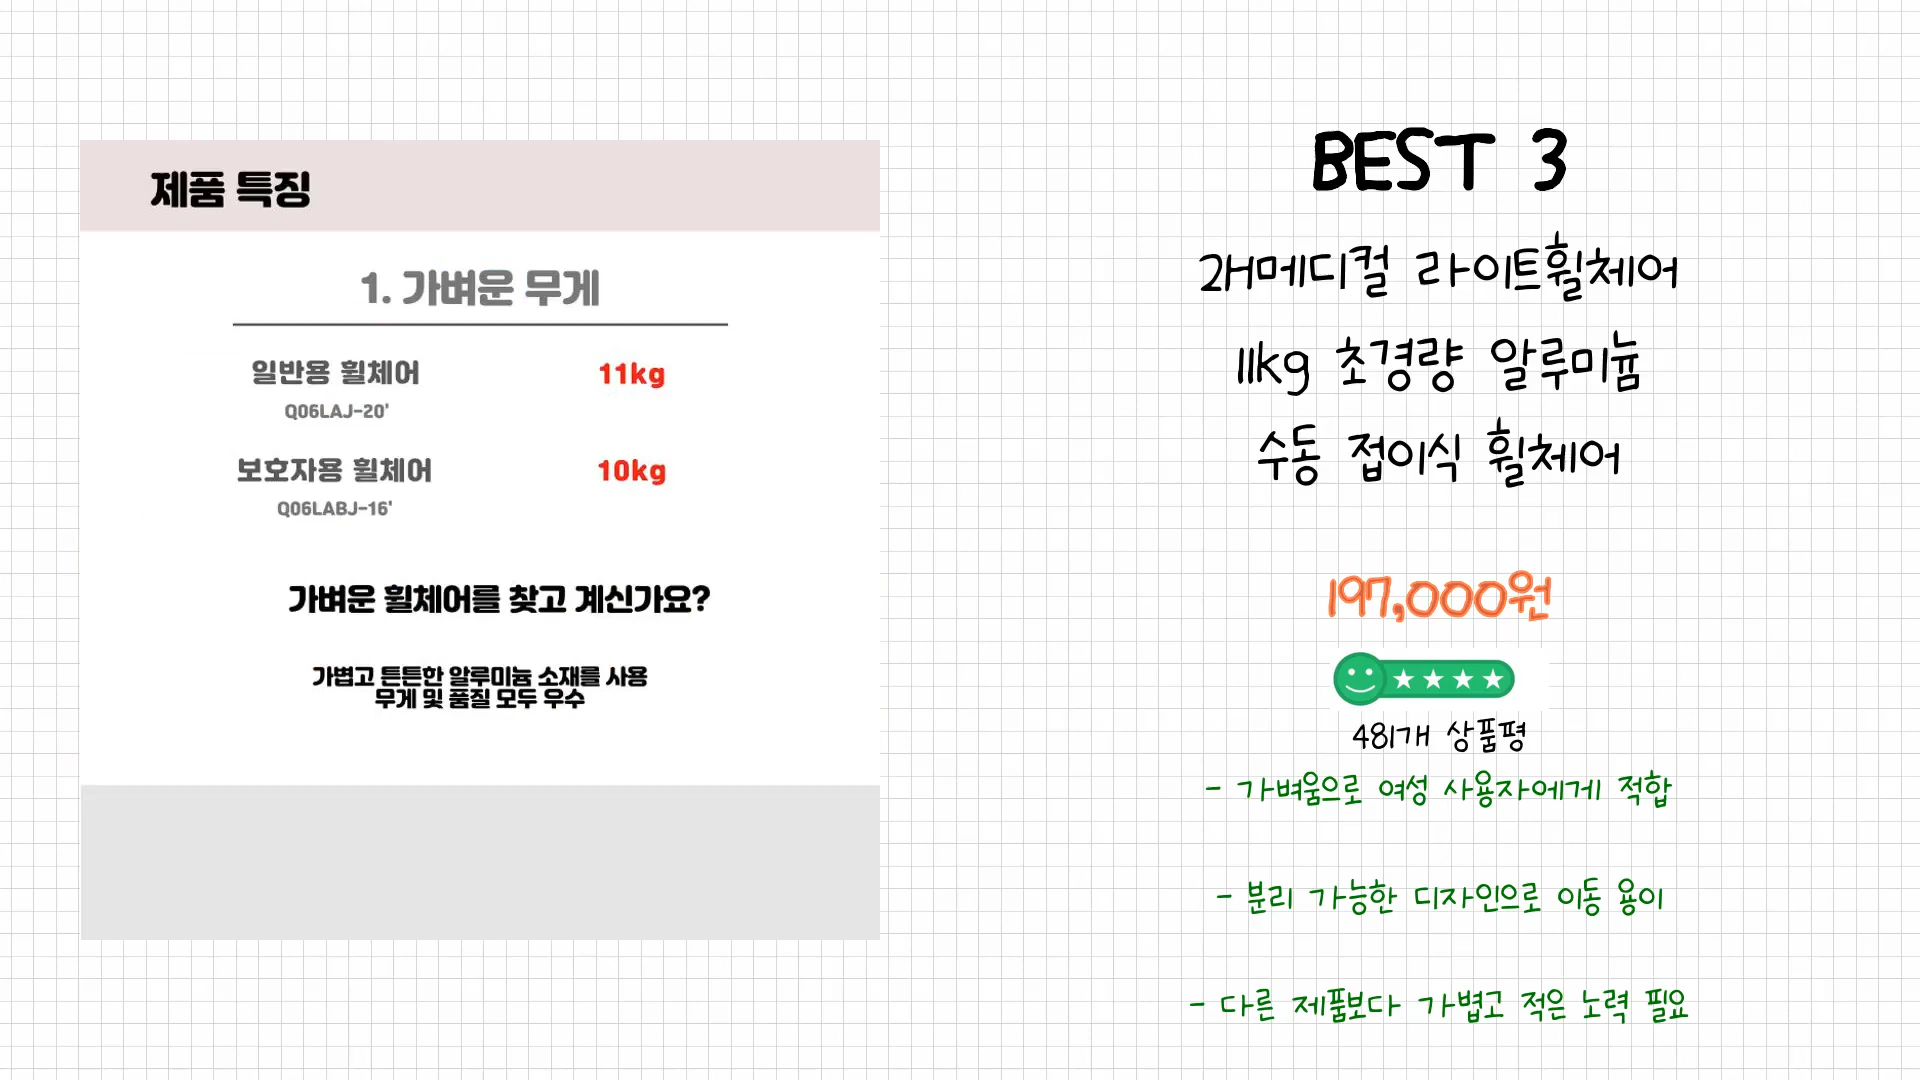 제품 특징
1. 가벼운 무게
일반용 휠체어 11kg
Q06LAJ-20'
보호자용 휠체어 10kg
Q06LABJ-16'
가벼운 휠체어를 찾고 계신가요?
가볍고 튼튼한 알루미늄 소재를 사용
무게 및 품질 모두 우수
BEST 3
2H메디컬 라이트휠체어
11kg 초경량 알루미늄
수동 접이식 휠체어
197,000원
481개 상품평
- 가벼움으로 여성 사용자에게 적합
- 분리 가능한 디자인으로 이동 용이
- 다른 제품보다 가볍고 적은 노력 필요